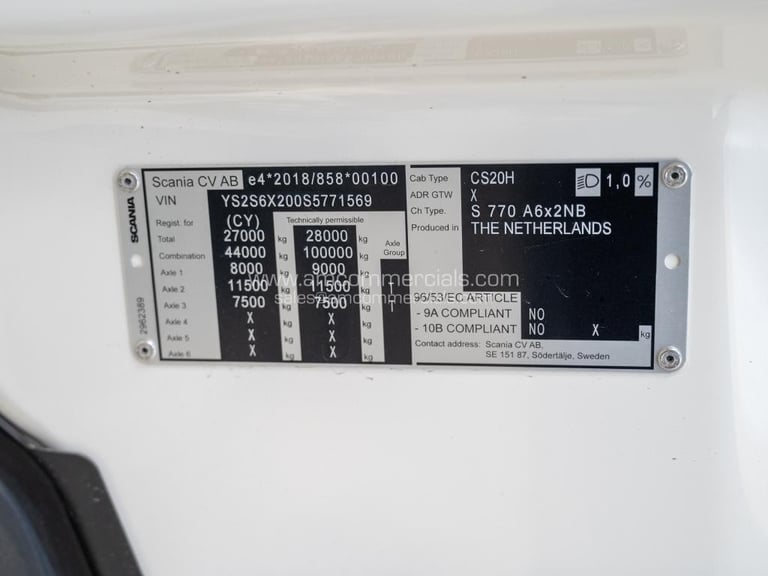 SCANIA
2962389
Scania CV AB e4*2018/858*00100
VIN YS2S6X200S5771569
Regist. for (CY) Technically permissible
Total 27000 kg 28000 kg Axle Group
Combination 44000 kg 100000 kg
Axle 1 8000 kg 9000 kg
Axle 2 11500 kg 11500 kg
Axle 3 7500 kg 7500 kg
Axle 4 X kg X kg
Axle 5 X kg X kg
Axle 6 X kg X kg
Cab Type CS20H 1,0 %
ADR GTW X
Ch Type. S 770 A6x2NB
Produced in THE NETHERLANDS
96/53/EC ARTICLE
- 9A COMPLIANT NO
- 10B COMPLIANT NO X kg
Contact address: Scania CV AB,
SE 151 87, Södertälje, Sweden
www.amcommercials.com
sales@amcommercials.com